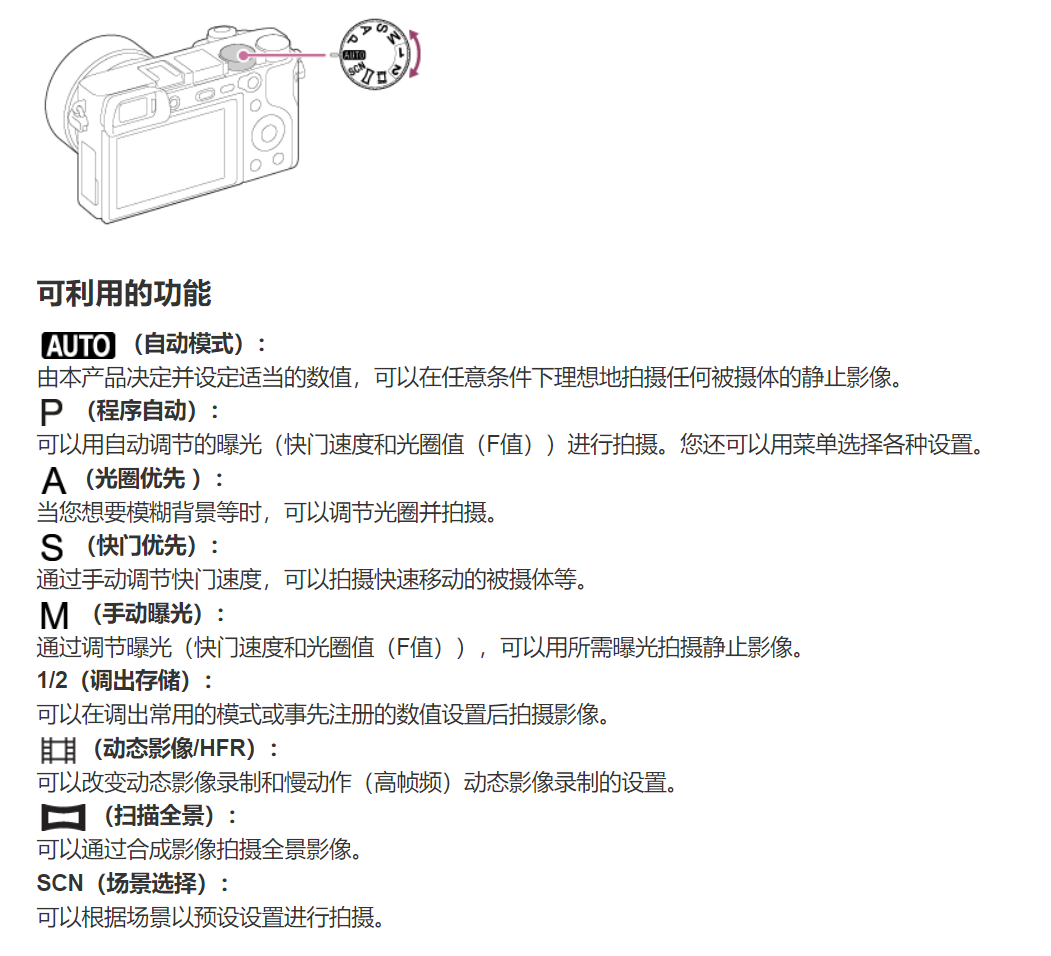 P A S M 1 2
AUTO
SCN
可利用的功能
AUTO（自动模式）：
由本产品决定并设定适当的数值，可以在任意条件下理想地拍摄任何被摄体的静止影像。
P（程序自动）：
可以用自动调节的曝光（快门速度和光圈值（F值））进行拍摄。您还可以用菜单选择各种设置。
A（光圈优先 ）：
当您想要模糊背景等时，可以调节光圈并拍摄。
S（快门优先）：
通过手动调节快门速度，可以拍摄快速移动的被摄体等。
M（手动曝光）：
通过调节曝光（快门速度和光圈值（F值）），可以用所需曝光拍摄静止影像。
1/2（调出存储）：
可以在调出常用的模式或事先注册的数值设置后拍摄影像。
（动态影像/HFR）：
可以改变动态影像录制和慢动作（高帧频）动态影像录制的设置。
（扫描全景）：
可以通过合成影像拍摄全景影像。
SCN（场景选择）：
可以根据场景以预设设置进行拍摄。